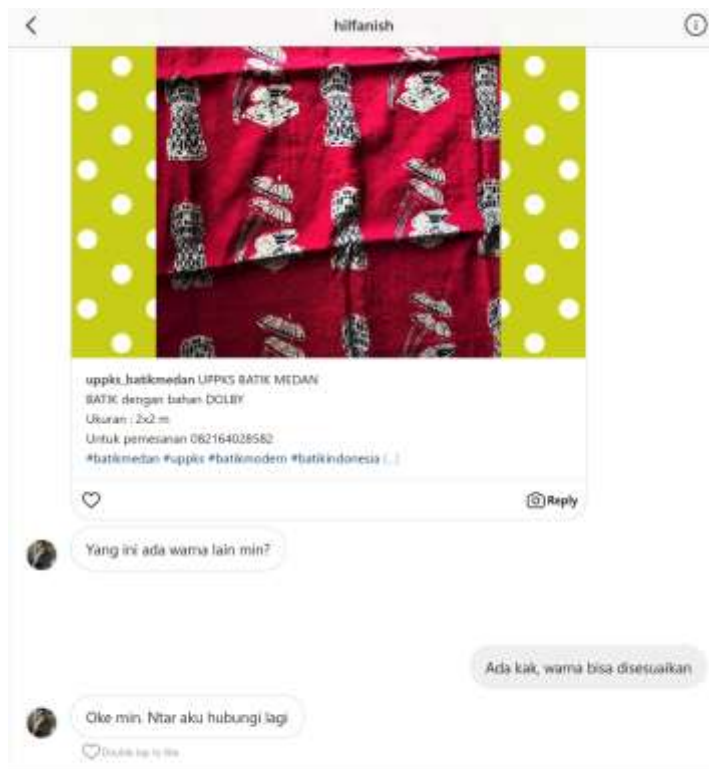 hilfanish
uppks_batikmedan UPPKS BATIK MEDAN
BATIK dengan bahan DOLBY
Ukuran : 2x2 m
Untuk pemesanan 082164028582
#batikmedan #uppks #batikmodern #batikindonesia (...)
Reply
Yang ini ada warna lain min?
Ada kak, warna bisa disesuaikan
Oke min. Ntar aku hubungi lagi
Double tap to like